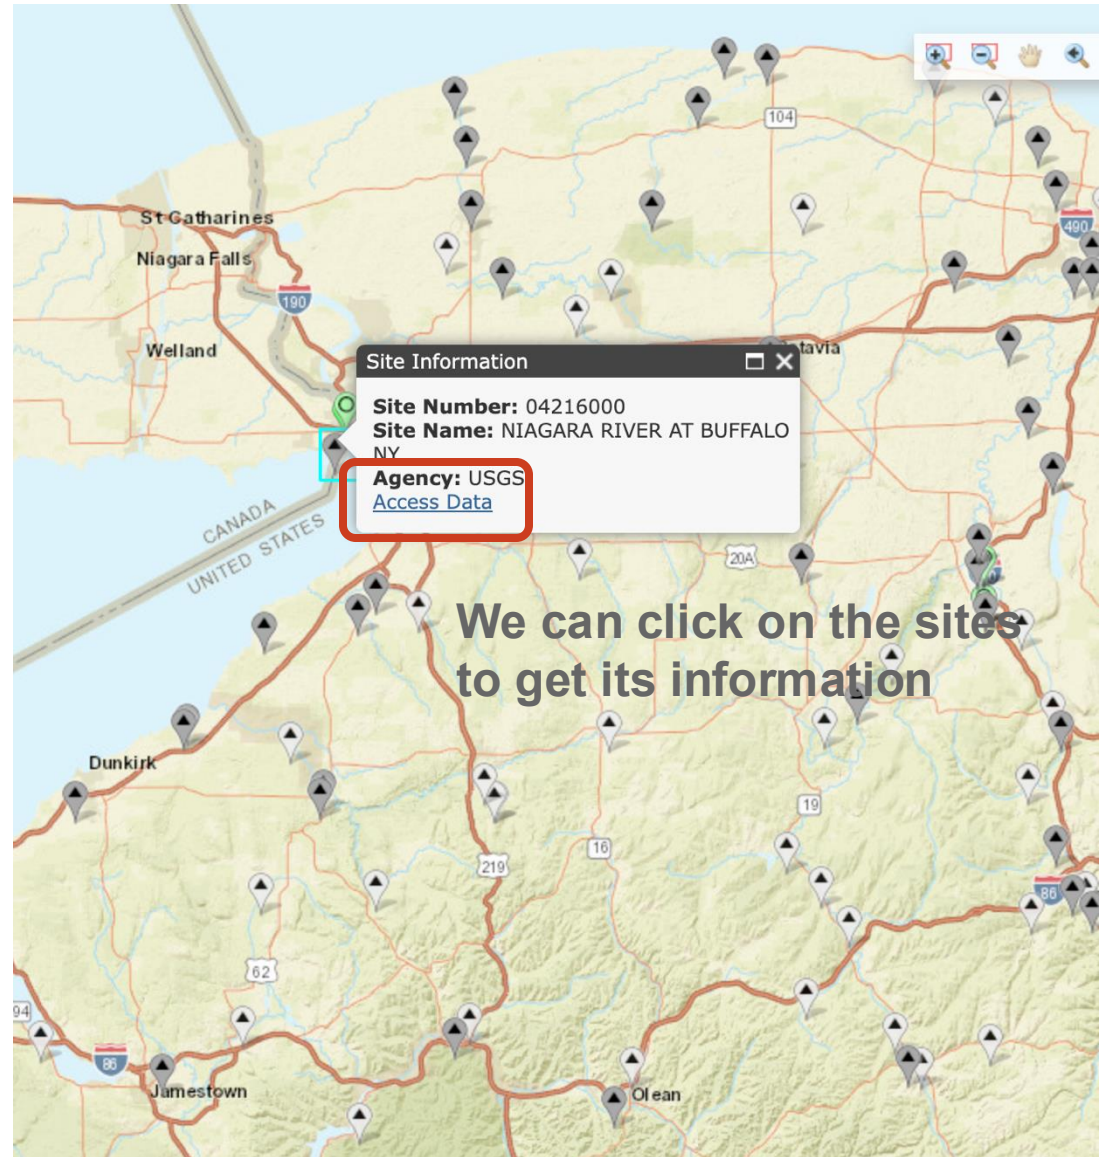 104
490
St Catharines
Niagara Falls
190
Welland
tavia
Site Information
Site Number: 04216000
Site Name: NIAGARA RIVER AT BUFFALO
NY
Agency: USGS
Access Data
CANADA
UNITED STATES
20A
We can click on the sites
to get its information
Dunkirk
19
16
219
86
62
94
86
Jamestown
Olean